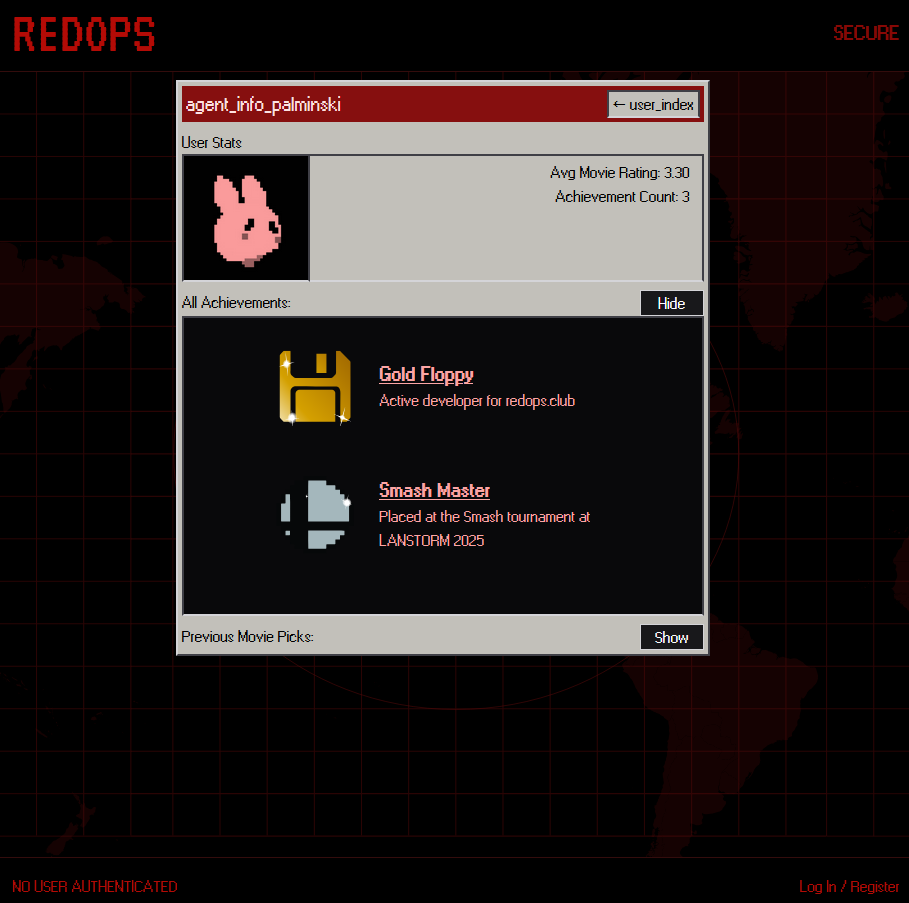 REDOPS
SECURE
agent_info_palminski
← user_index
User Stats
Avg Movie Rating: 3.30
Achievement Count: 3
All Achievements:
Hide
Gold Floppy
Active developer for redops.club
Smash Master
Placed at the Smash tournament at
LANSTORM 2025
Previous Movie Picks:
Show
NO USER AUTHENTICATED
Log In / Register